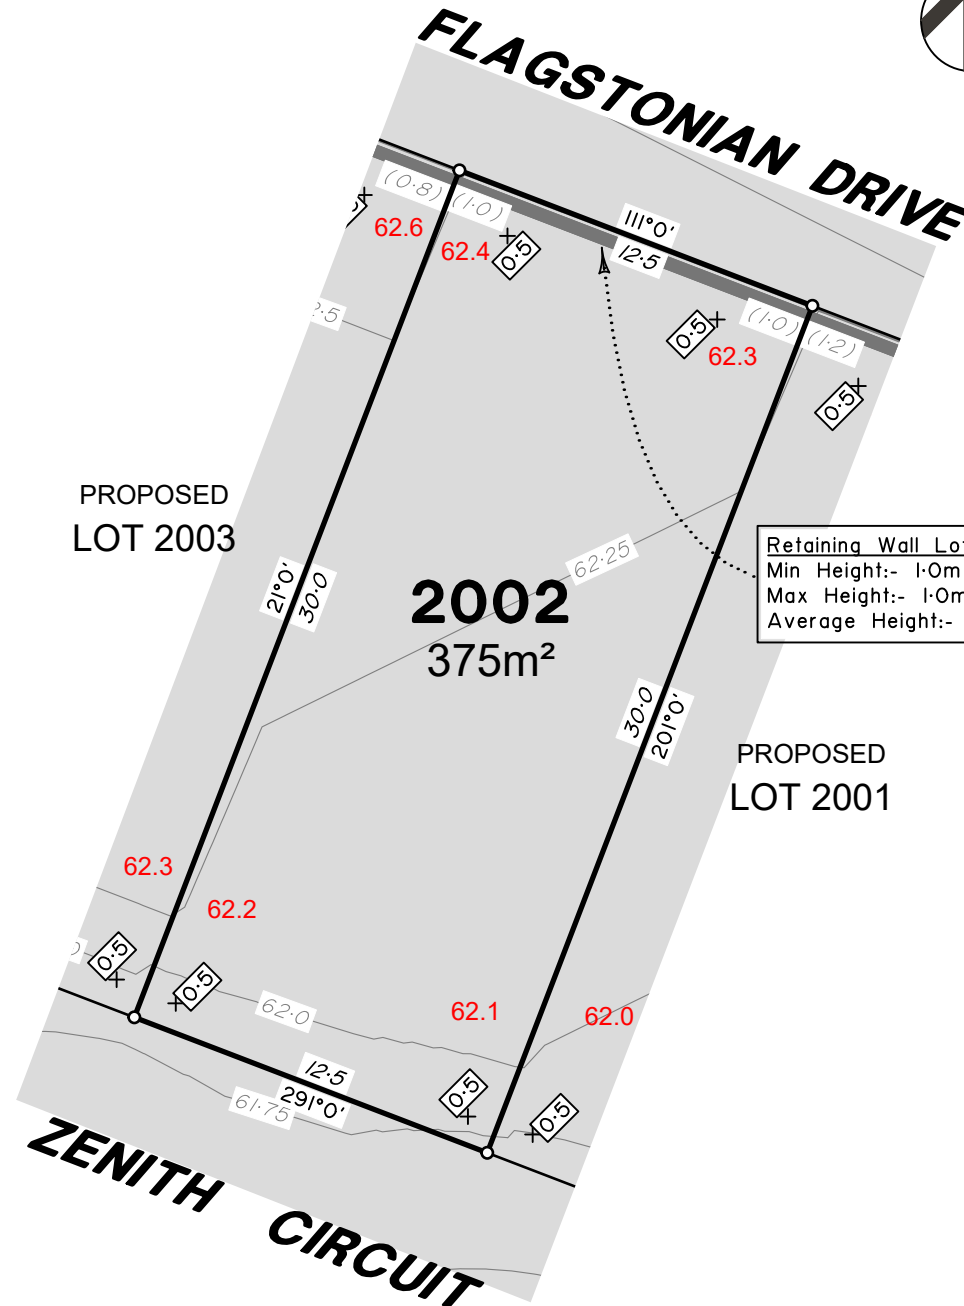 FLAGSTONIAN DRIVE
(0·8) (1·0)
62.6
62.4
0·5
111°0'
12·5
(1·0) (1·2)
0·5
62.3
0·5
PROPOSED
LOT 2003
21°0'
30·0
62·25
2002
375m²
Retaining Wall Lot
Min Height:- 1·0m
Max Height:- 1·0m
Average Height:-
30·0
201°0'
PROPOSED
LOT 2001
62.3
62.2
0·5
0·5
62·0
62.1
62.0
12·5
291°0'
61·75
0·5
0·5
ZENITH CIRCUIT